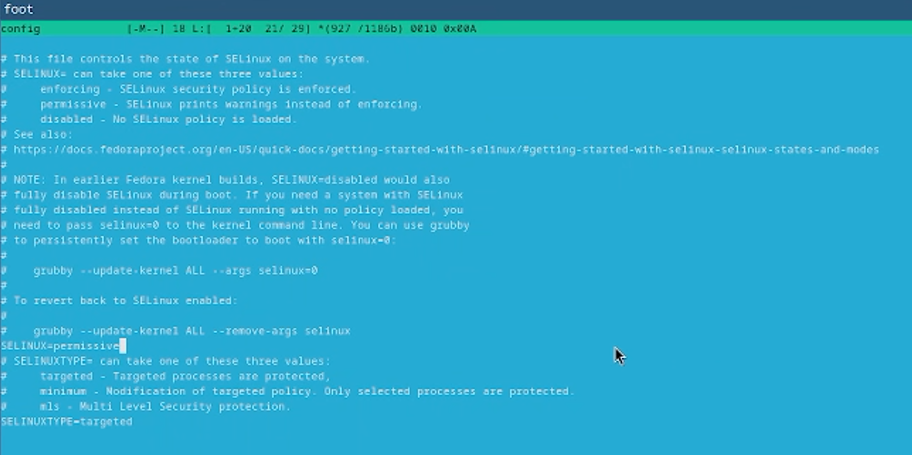 foot
config [-M--] 18 L:[ 1+20 21/ 29] *(927 /1186b) 0010 0x00A
# This file controls the state of SELinux on the system.
# SELINUX= can take one of these three values:
# enforcing - SELinux security policy is enforced.
# permissive - SELinux prints warnings instead of enforcing.
# disabled - No SELinux policy is loaded.
# See also:
# https://docs.fedoraproject.org/en-US/quick-docs/getting-started-with-selinux/#getting-started-with-selinux-selinux-states-and-modes
#
# NOTE: In earlier Fedora kernel builds, SELINUX=disabled would also
# fully disable SELinux during boot. If you need a system with SELinux
# fully disabled instead of SELinux running with no policy loaded, you
# need to pass selinux=0 to the kernel command line. You can use grubby
# to persistently set the bootloader to boot with selinux=0:
#
# grubby --update-kernel ALL --args selinux=0
#
# To revert back to SELinux enabled:
#
# grubby --update-kernel ALL --remove-args selinux
SELINUX=permissive
# SELINUXTYPE= can take one of these three values:
# targeted - Targeted processes are protected,
# minimum - Modification of targeted policy. Only selected processes are protected.
# mls - Multi Level Security protection.
SELINUXTYPE=targeted